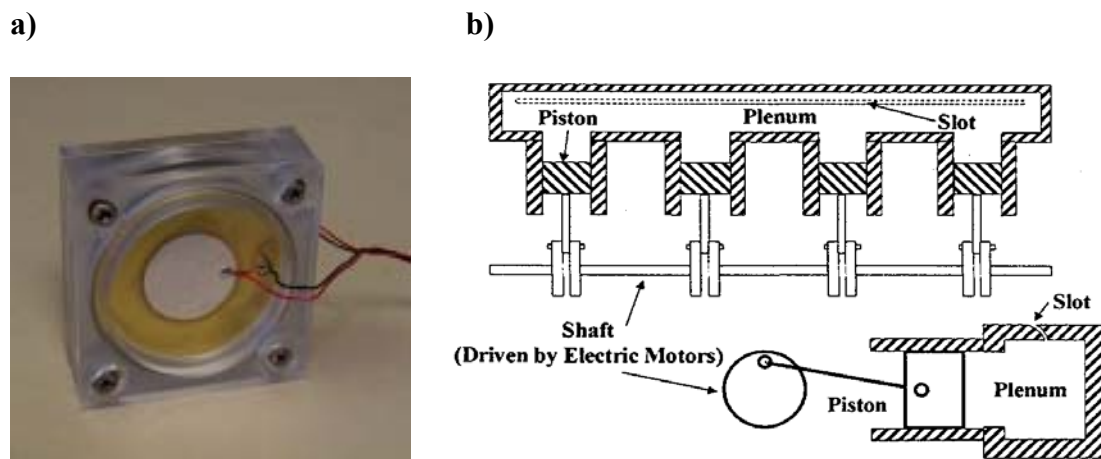 a)
b)
Piston
Plenum
Slot
Shaft
(Driven by Electric Motors)
Slot
Piston
Plenum